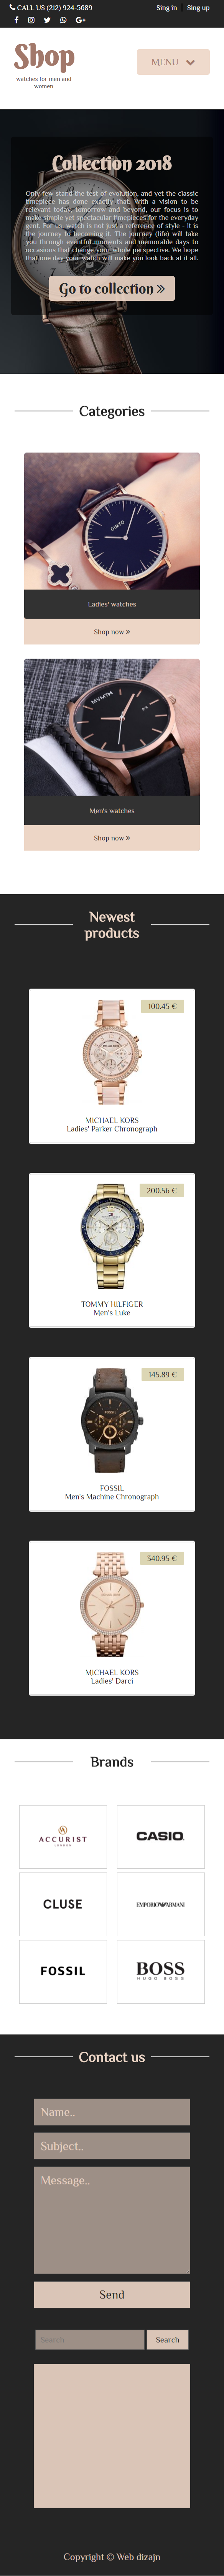 CALL US (212) 924-5689
Sing in | Sing up
Shop
watches for men and
women
MENU
Collection 2018
Only few stand the test of evolution, and yet the classic
timepiece has done exactly that. With a vision to be
relevant today, tomorrow and beyond, our focus is to
make simple yet spectacular timepieces for the everyday
gent. For us, watch is not just a reference of style - it is
the journey to becoming it. The journey (life) will take
you through eventful moments and memorable days to
occasions that change your whole perspective. We hope
that one day your watch will make you look back at it all.
Go to collection »
Categories
GIMTO
Ladies' watches
Shop now »
MVMT
Men's watches
Shop now »
Newest
products
100.45 €
MICHAEL KORS
Ladies' Parker Chronograph
200.56 €
TOMMY HILFIGER
Men's Luke
145.89 €
FOSSIL
Men's Machine Chronograph
340.95 €
MICHAEL KORS
Ladies' Darci
Brands
ACCURIST
LONDON
CASIO
CLUSE
EMPORIO ARMANI
FOSSIL
BOSS
HUGO BOSS
Contact us
Name..
Subject..
Message..
Send
Search
Search
Copyright © Web dizajn